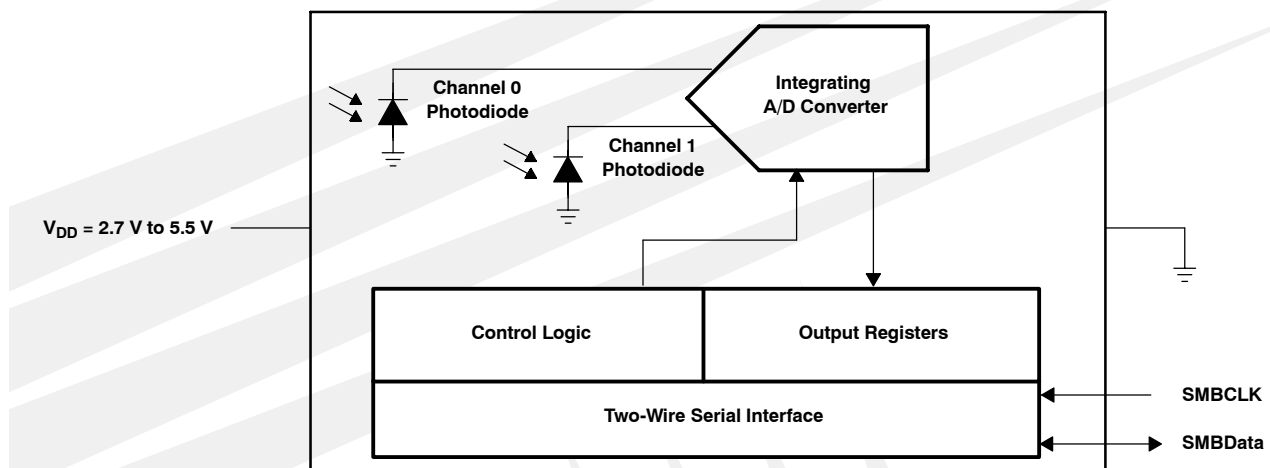 Channel 0
Photodiode
Integrating
A/D Converter
Channel 1
Photodiode
VDD = 2.7 V to 5.5 V
Control Logic
Output Registers
Two-Wire Serial Interface
SMBCLK
SMBData